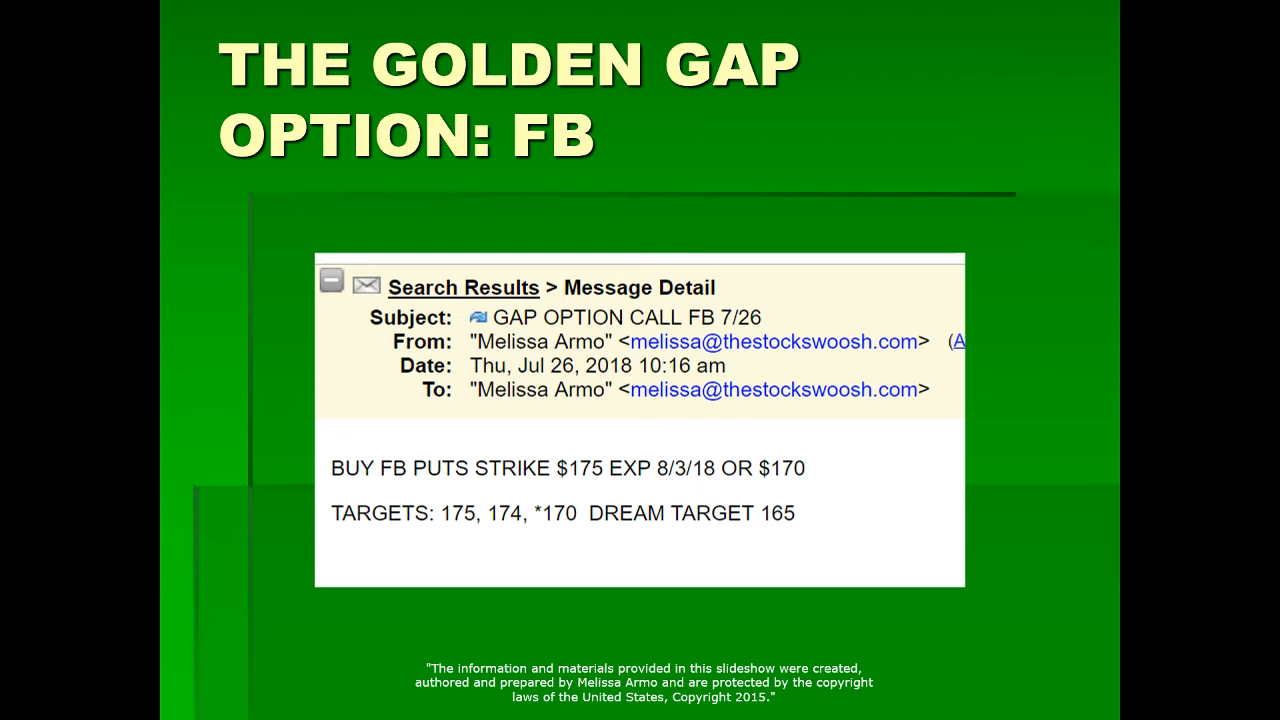 THE GOLDEN GAP
OPTION: FB
Search Results > Message Detail
Subject: GAP OPTION CALL FB 7/26
From: "Melissa Armo" <melissa@thestockswoosh.com> (A
Date: Thu, Jul 26, 2018 10:16 am
To: "Melissa Armo" <melissa@thestockswoosh.com>
BUY FB PUTS STRIKE $175 EXP 8/3/18 OR $170
TARGETS: 175, 174, *170 DREAM TARGET 165
"The information and materials provided in this slideshow were created,
authored and prepared by Melissa Armo and are protected by the copyright
laws of the United States, Copyright 2015."